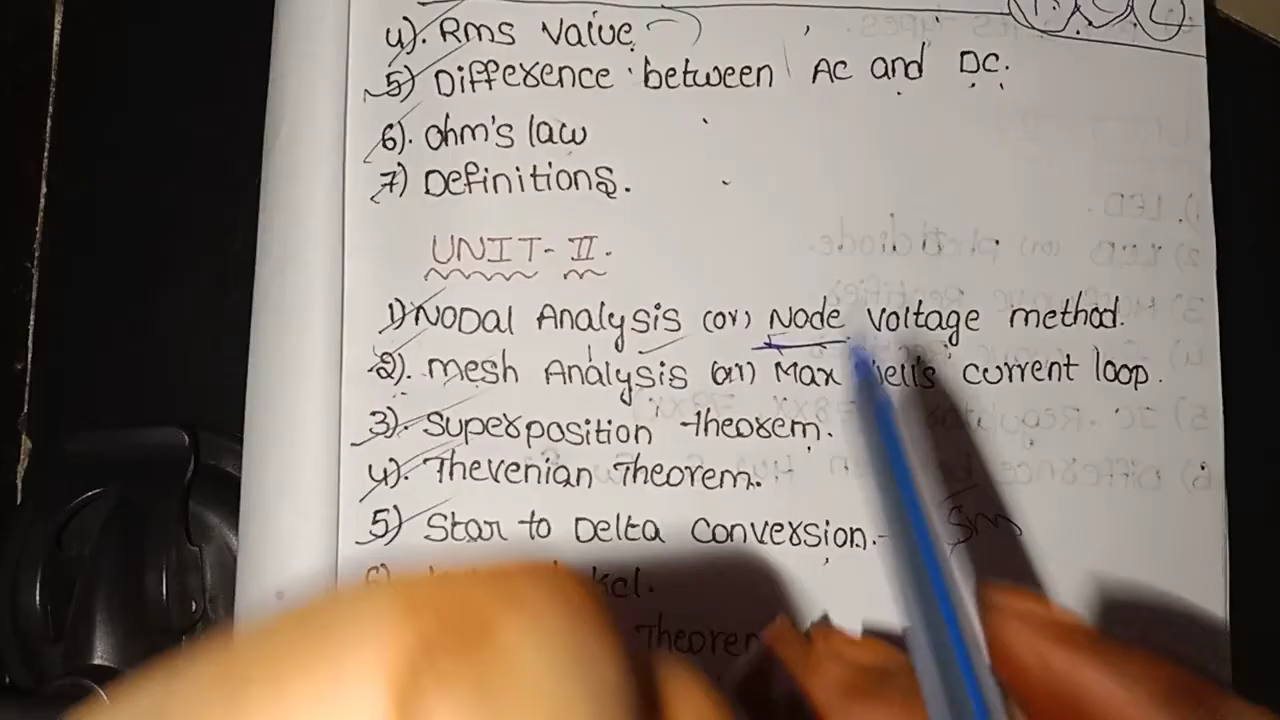 4). Rms Value
5) Difference between AC and DC.
6). ohm's law
7) Definitions.
UNIT- II.
1) Nodal Analysis (or) Node Voltage method.
2). mesh Analysis (or) Max current loop.
3). Superposition Theorem.
4). Thevenian Theorem.
5) Star to Delta Conversion.- 5m
kcl.